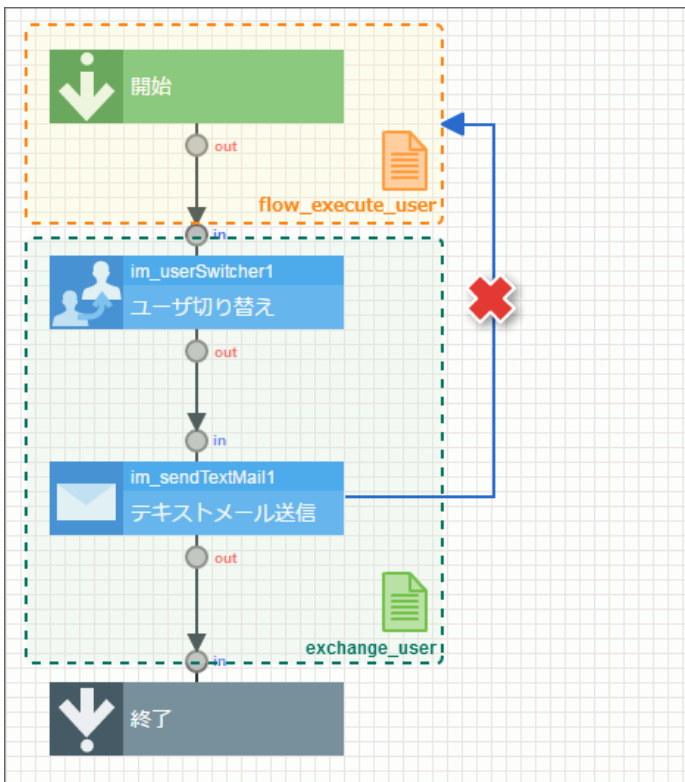 開始
out
flow_execute_user
in
im_userSwitcher1
ユーザ切り替え
out
in
im_sendTextMail1
テキストメール送信
out
exchange_user
in
終了